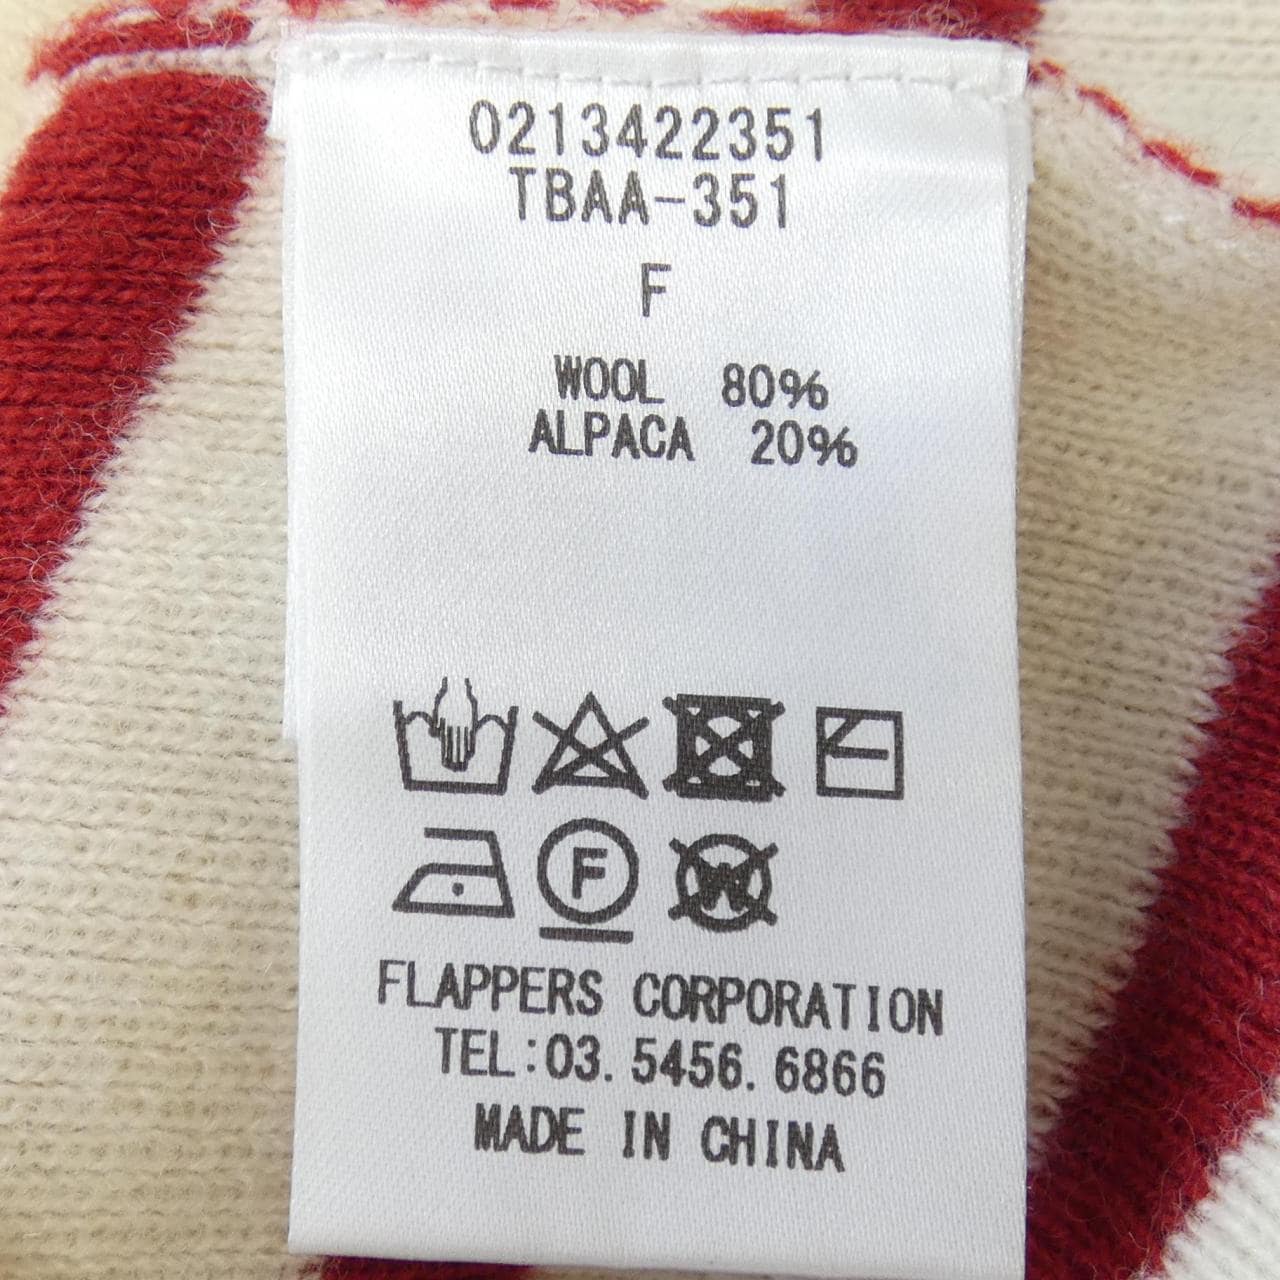 0213422351
TBAA-351
F
WOOL 80%
ALPACA 20%
F W
FLAPPERS CORPORATION
TEL:03.5456.6866
MADE IN CHINA